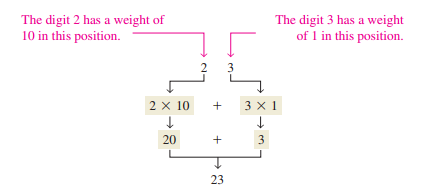 The digit 2 has a weight of
10 in this position.
The digit 3 has a weight
of 1 in this position.
2 3
2 × 10 + 3 × 1
20 + 3
23